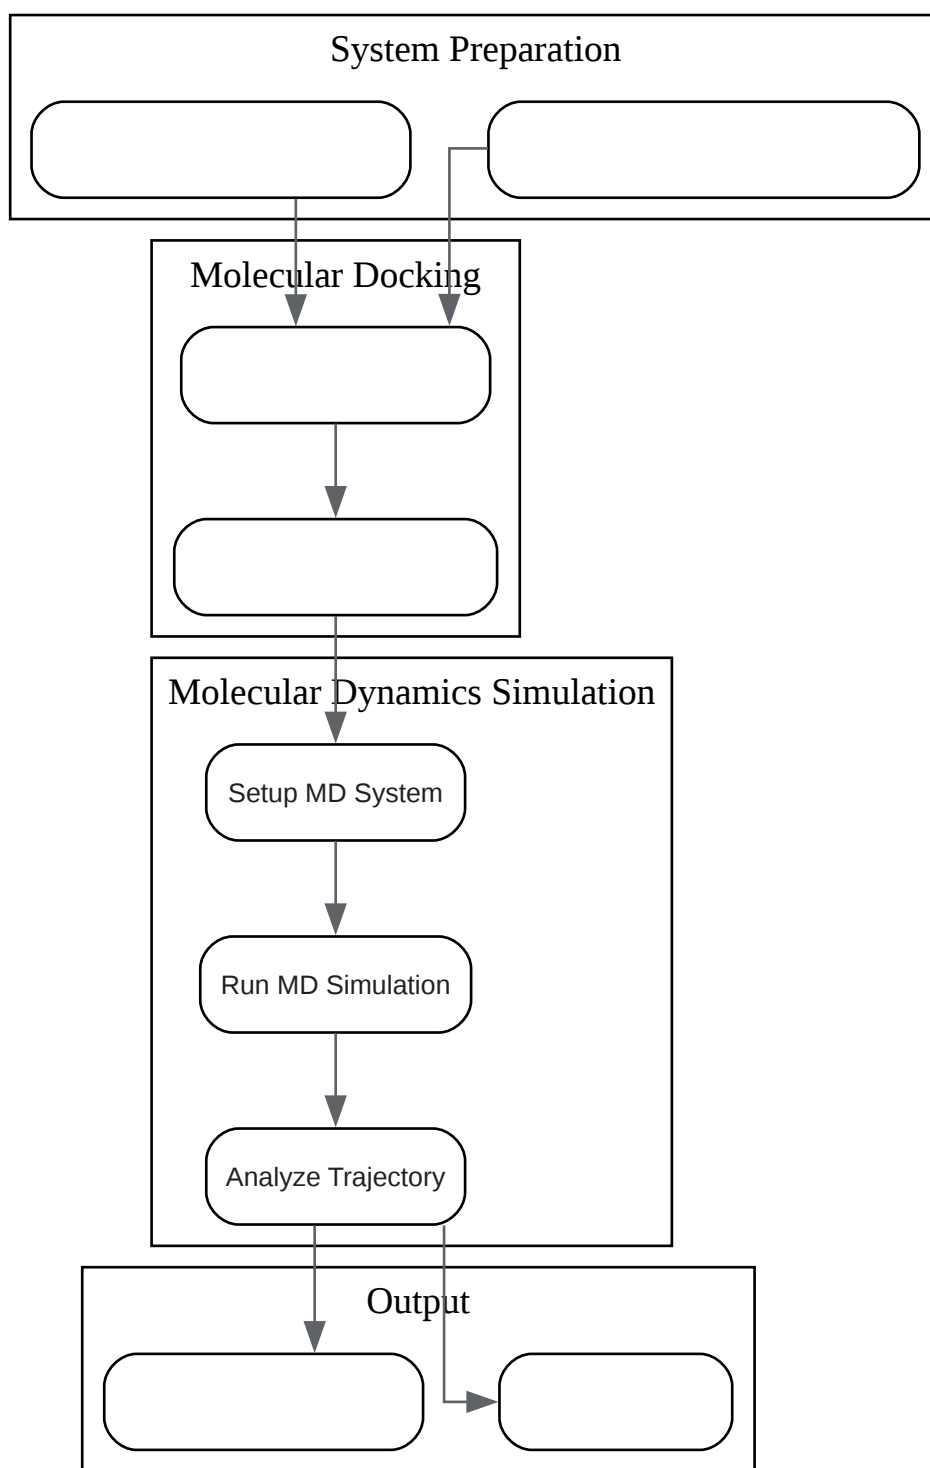 System Preparation
Molecular Docking
Molecular Dynamics Simulation
Setup MD System
Run MD Simulation
Analyze Trajectory
Output